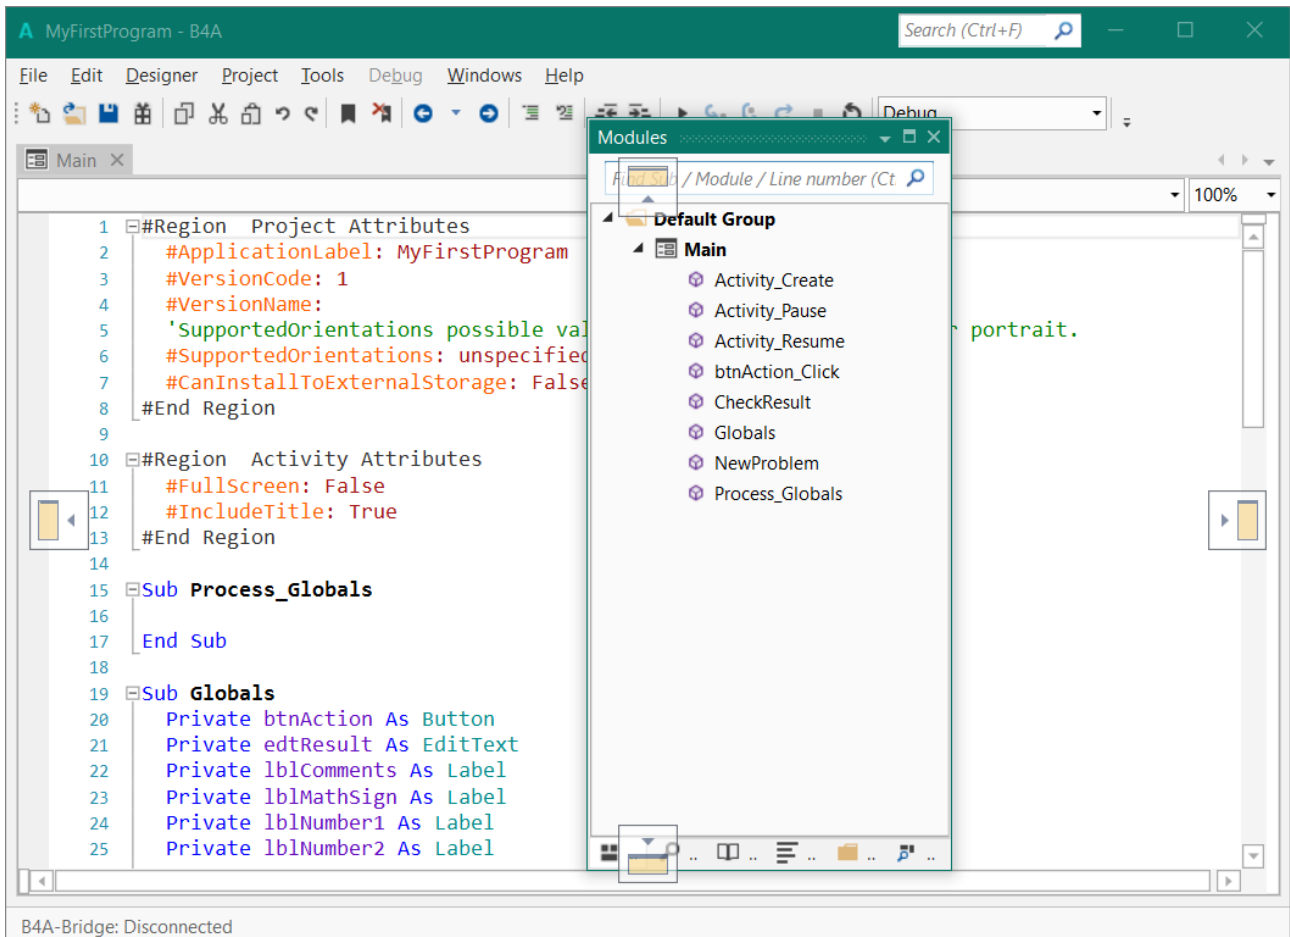 A MyFirstProgram - B4A
Search (Ctrl+F)
File Edit Designer Project Tools Debug Windows Help
Debug
Main
100%
1 #Region  Project Attributes
2 #ApplicationLabel: MyFirstProgram
3 #VersionCode: 1
4 #VersionName:
5 'SupportedOrientations possible val r portrait.
6 #SupportedOrientations: unspecified
7 #CanInstallToExternalStorage: False
8 #End Region
9
10 #Region  Activity Attributes
11 #FullScreen: False
12 #IncludeTitle: True
13 #End Region
14
15 Sub Process_Globals
16
17 End Sub
18
19 Sub Globals
20 Private btnAction As Button
21 Private edtResult As EditText
22 Private lblComments As Label
23 Private lblMathSign As Label
24 Private lblNumber1 As Label
25 Private lblNumber2 As Label
Modules
Find Sub / Module / Line number (Ct
Default Group
Main
Activity_Create
Activity_Pause
Activity_Resume
btnAction_Click
CheckResult
Globals
NewProblem
Process_Globals
.. .. .. .. ..
B4A-Bridge: Disconnected